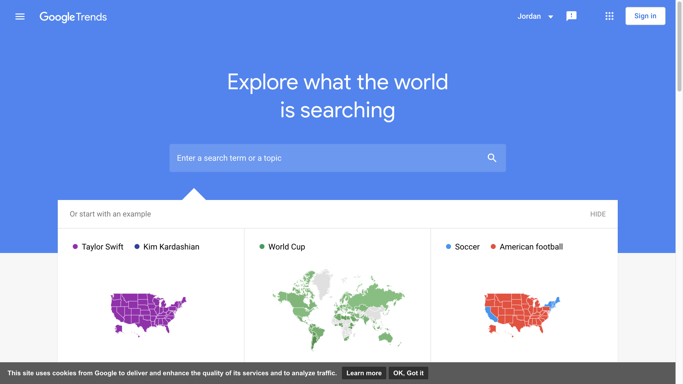 Google Trends
Jordan
Sign in
Explore what the world
is searching
Enter a search term or a topic
Or start with an example
HIDE
Taylor Swift
Kim Kardashian
World Cup
Soccer
American football
This site uses cookies from Google to deliver and enhance the quality of its services and to analyze traffic.
Learn more
OK, Got it